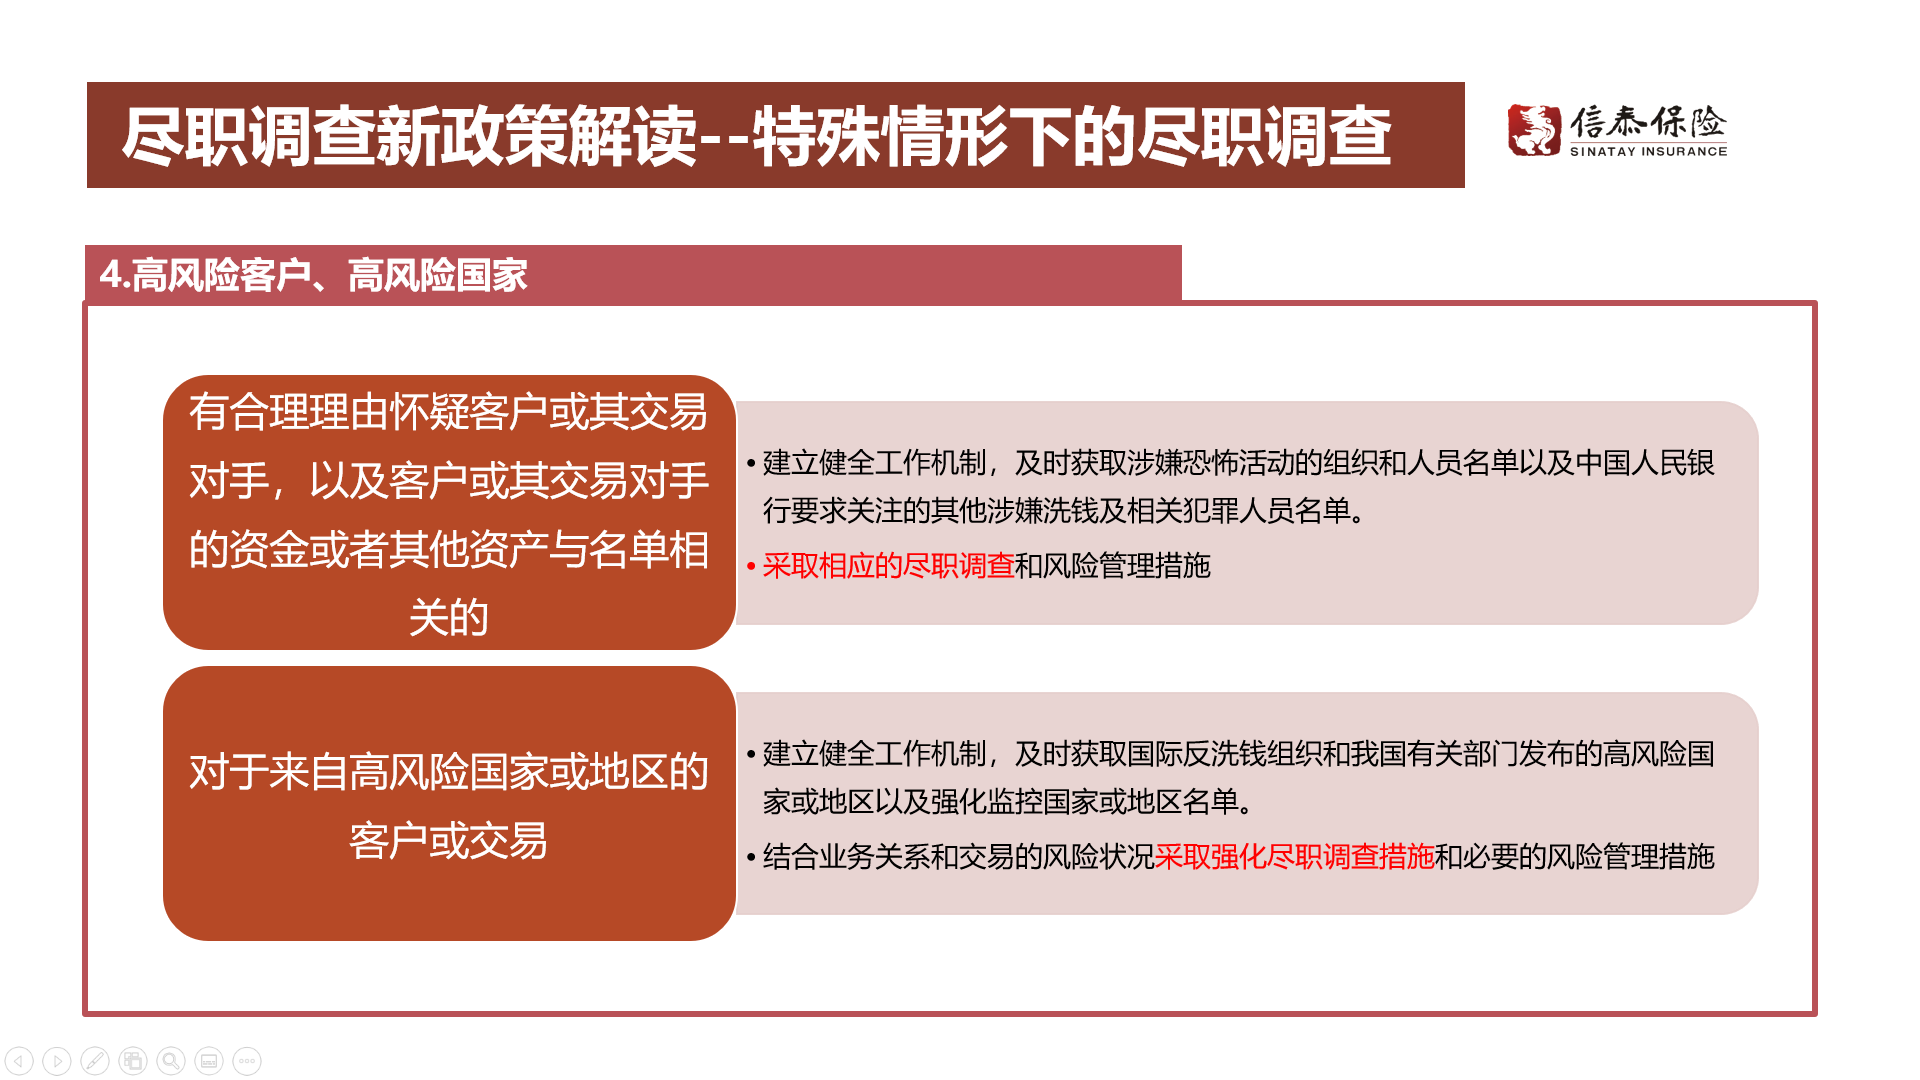 尽职调查新政策解读--特殊情形下的尽职调查
信泰保险
SINATAY INSURANCE
4.高风险客户、高风险国家
有合理理由怀疑客户或其交易
对手，以及客户或其交易对手
的资金或者其他资产与名单相
关的
•建立健全工作机制，及时获取涉嫌恐怖活动的组织和人员名单以及中国人民银
行要求关注的其他涉嫌洗钱及相关犯罪人员名单。
•采取相应的尽职调查和风险管理措施
对于来自高风险国家或地区的
客户或交易
•建立健全工作机制，及时获取国际反洗钱组织和我国有关部门发布的高风险国
家或地区以及强化监控国家或地区名单。
•结合业务关系和交易的风险状况采取强化尽职调查措施和必要的风险管理措施